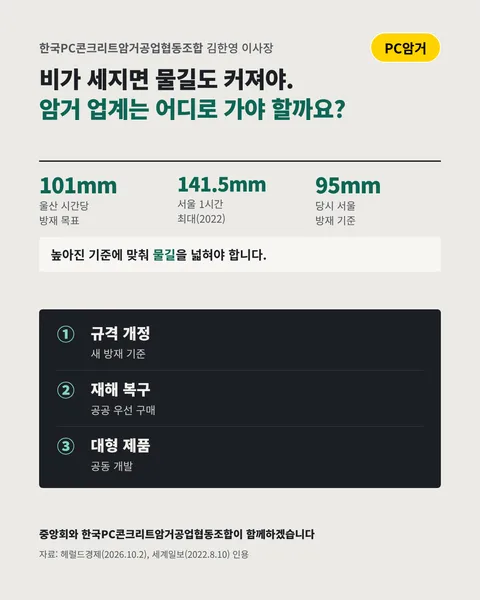 한국PC콘크리트암거공업협동조합 김한영 이사장
PC암거
비가 세지면 물길도 커져야.
암거 업계는 어디로 가야 할까요?
101mm
울산 시간당
방재 목표
141.5mm
서울 1시간
최대(2022)
95mm
당시 서울
방재 기준
높아진 기준에 맞춰 물길을 넓혀야 합니다.
① 규격 개정
새 방재 기준
② 재해 복구
공공 우선 구매
③ 대형 제품
공동 개발
중앙회와 한국PC콘크리트암거공업협동조합이 함께하겠습니다
자료: 헤럴드경제(2026.10.2), 세계일보(2022.8.10) 인용